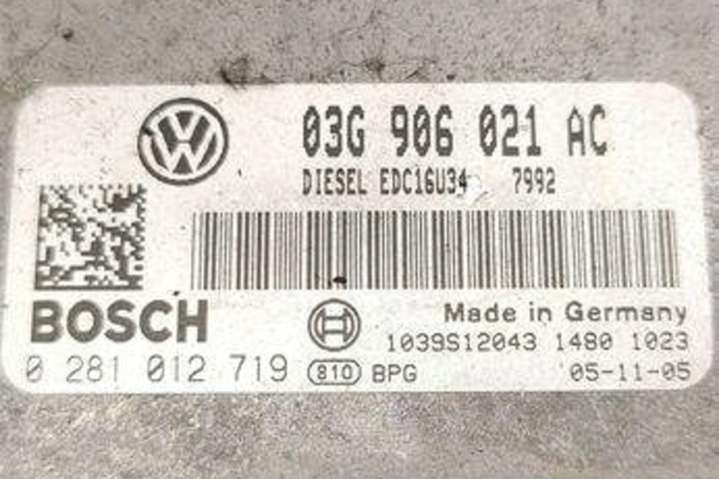 03G 906 021 AC
DIESEL EDC16U34 7992
BOSCH
Made in Germany
1039S12043 1480 1023
0 281 012 719 810 BPG 05-11-05